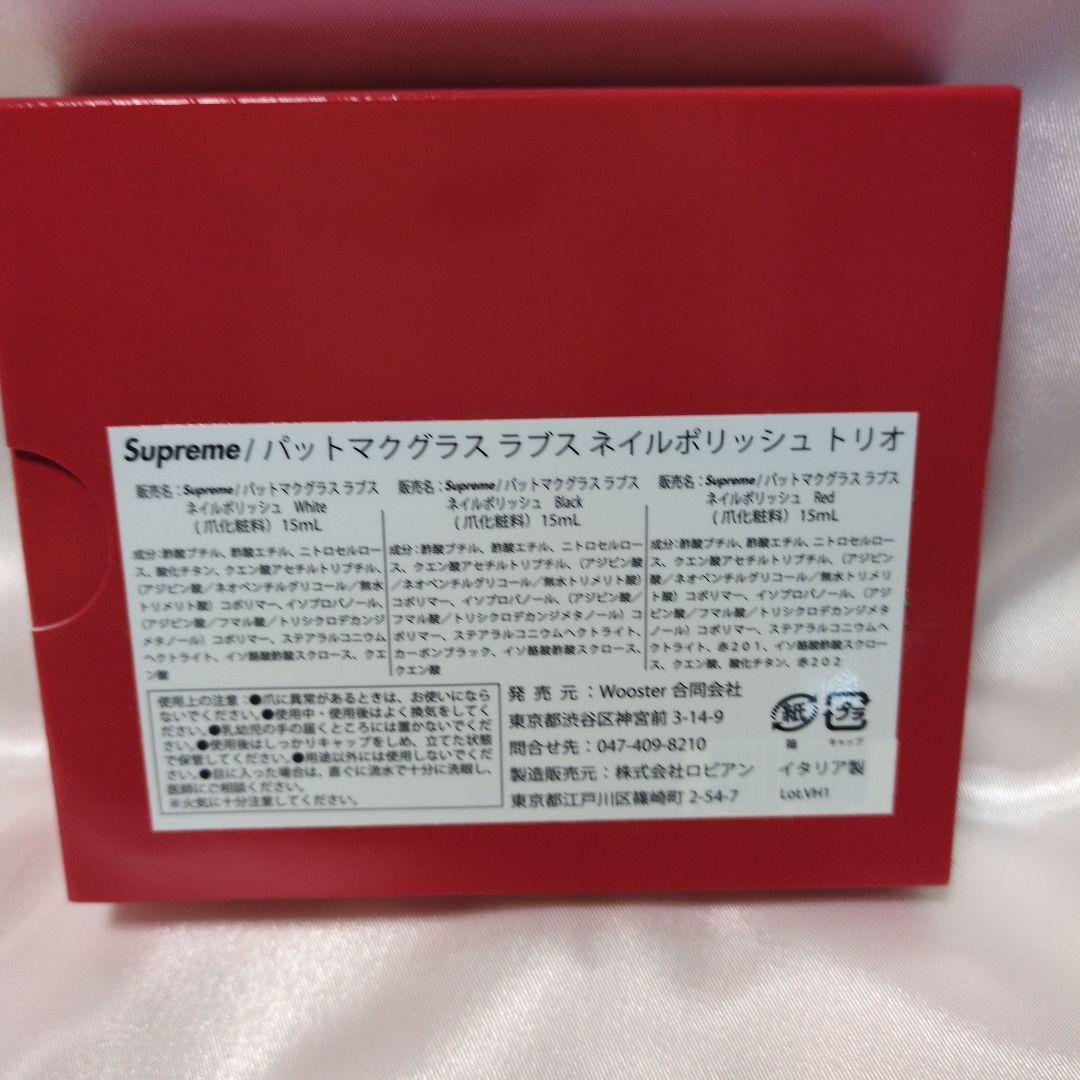 Supreme/ パットマクグラス ラブス ネイルポリッシュ トリオ
販売名：Supreme/パットマクグラス ラブス
ネイルポリッシュ White
（爪化粧料）15mL
成分：酢酸ブチル、酢酸エチル、ニトロセルロー
ス、酸化チタン、クエン酸アセチルトリブチル、
（アジピン酸／ネオペンチルグリコール／無水
トリメリト酸）コポリマー、イソプロパノール、
（アジピン酸／フマル酸／トリシクロデカンジ
メタノール）コポリマー、ステアラルコニウム
ヘクトライト、イソ酪酸酢酸スクロース、クエ
ン酸
販売名：Supreme/パットマクグラス ラブス
ネイルポリッシュ Black
（爪化粧料）15mL
成分：酢酸ブチル、酢酸エチル、ニトロセルロー
ス、クエン酸アセチルトリブチル、（アジピン酸
／ネオペンチルグリコール／無水トリメリト酸）
コポリマー、イソプロパノール、（アジピン酸／
フマル酸／トリシクロデカンジメタノール）コ
ポリマー、ステアラルコニウムヘクトライト、
カーボンブラック、イソ酪酸酢酸スクロース、
クエン酸
販売名：Supreme/パットマクグラス ラブス
ネイルポリッシュ Red
（爪化粧料）15mL
成分：酢酸ブチル、酢酸エチル、ニトロセルロー
ス、クエン酸アセチルトリブチル、（アジピン
酸／ネオペンチルグリコール／無水トリメリ
ト酸）コポリマー、イソプロパノール、（アジ
ピン酸／フマル酸／トリシクロデカンジメタ
ノール）コポリマー、ステアラルコニウムヘ
クトライト、赤２０１、イソ酪酸酢酸スクロー
ス、クエン酸、酸化チタン、赤２０２
使用上の注意：●爪に異常があるときは、お使いになら
ないでください。●使用中・使用後はよく換気をしてく
ださい。●乳幼児の手の届くところには置かないでくだ
さい。●使用後はしっかりキャップをしめ、立てた状態
で保管してください。●用途以外には使用しないでくだ
さい。●目に入った場合は、直ぐに流水で十分に洗眼し、
医師にご相談ください。
※火気に十分注意してください。
発売元：Wooster 合同会社
東京都渋谷区神宮前 3-14-9
問合せ先：047-409-8210
製造販売元：株式会社ロビアン
東京都江戸川区篠崎町 2-54-7
紙
プラ
箱
キャップ
イタリア製
Lot.VH1